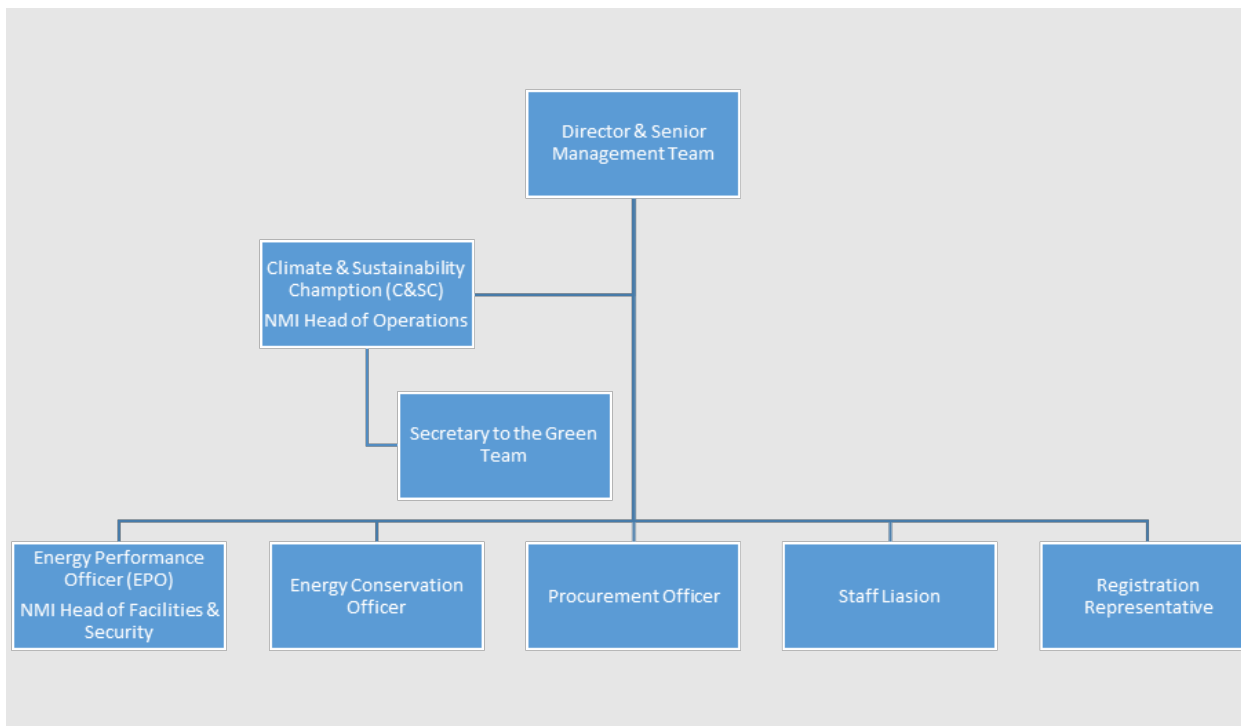 Director & Senior
Management Team
Climate & Sustainability
Chamption (C&SC)
NMI Head of Operations
Secretary to the Green
Team
Energy Performance
Officer (EPO)
NMI Head of Facilities &
Security
Energy Conservation
Officer
Procurement Officer
Staff Liasion
Registration
Representative